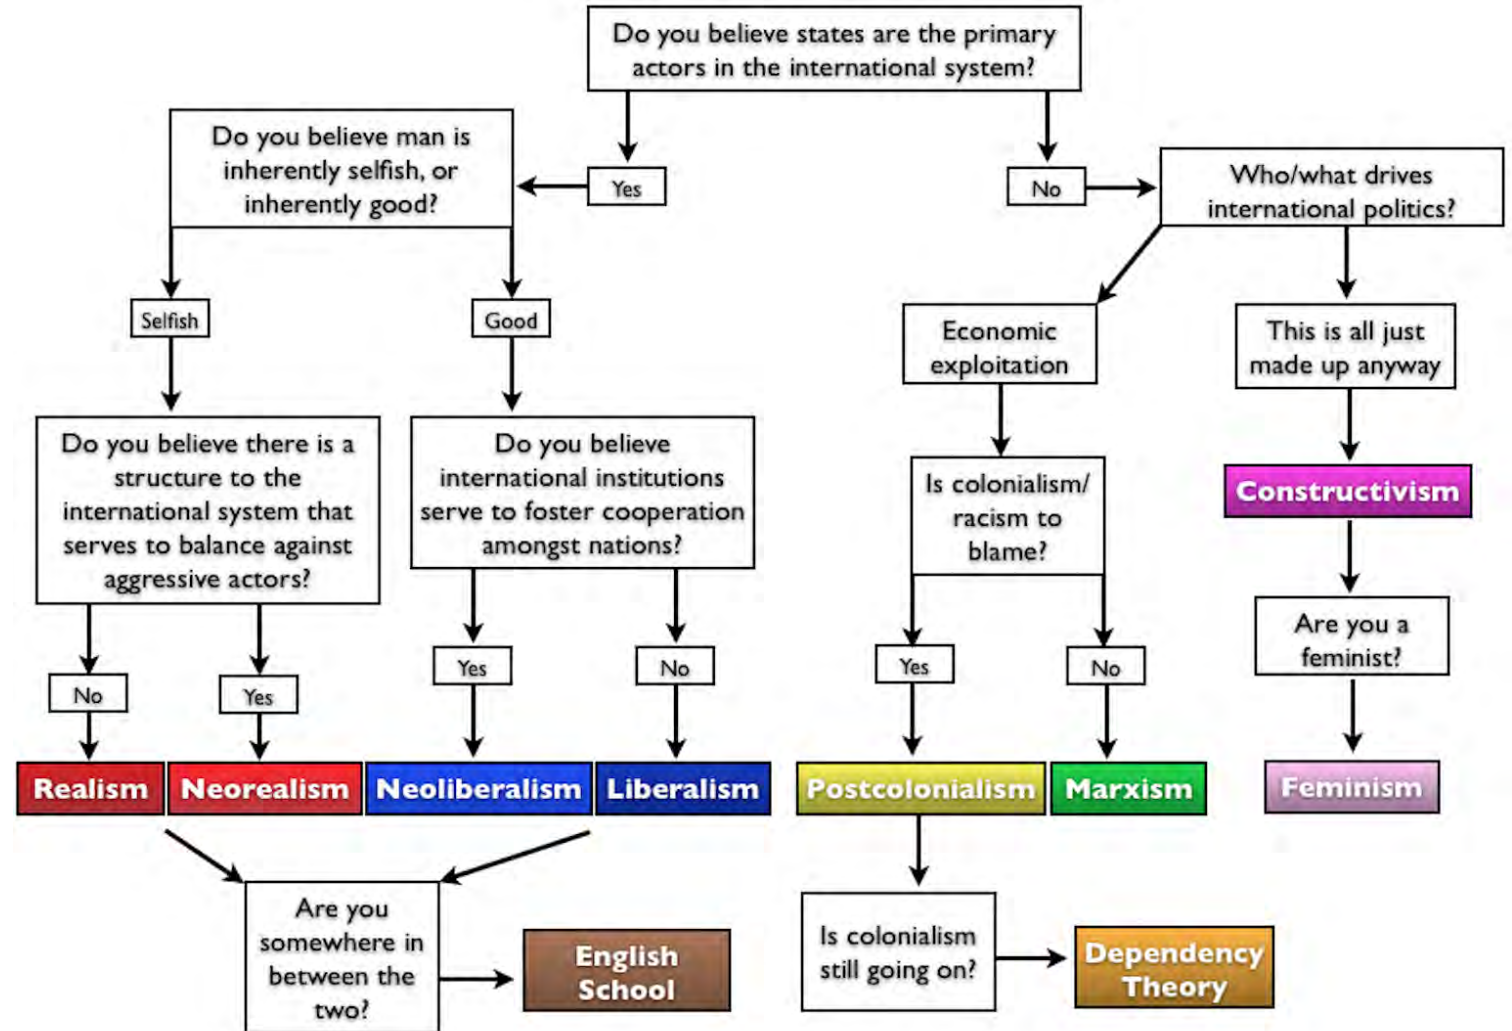 Do you believe states are the primary
actors in the international system?
Do you believe man is
inherently selfish, or
inherently good?
Yes
No
Who/what drives
international politics?
Selfish
Good
Economic
exploitation
This is all just
made up anyway
Do you believe there is a
structure to the
international system that
serves to balance against
aggressive actors?
Do you believe
international institutions
serve to foster cooperation
amongst nations?
Is colonialism/
racism to
blame?
Constructivism
Are you a
feminist?
No
Yes
Yes
No
Yes
No
Realism
Neorealism
Neoliberalism
Liberalism
Postcolonialism
Marxism
Feminism
Are you
somewhere in
between the
two?
English
School
Is colonialism
still going on?
Dependency
Theory